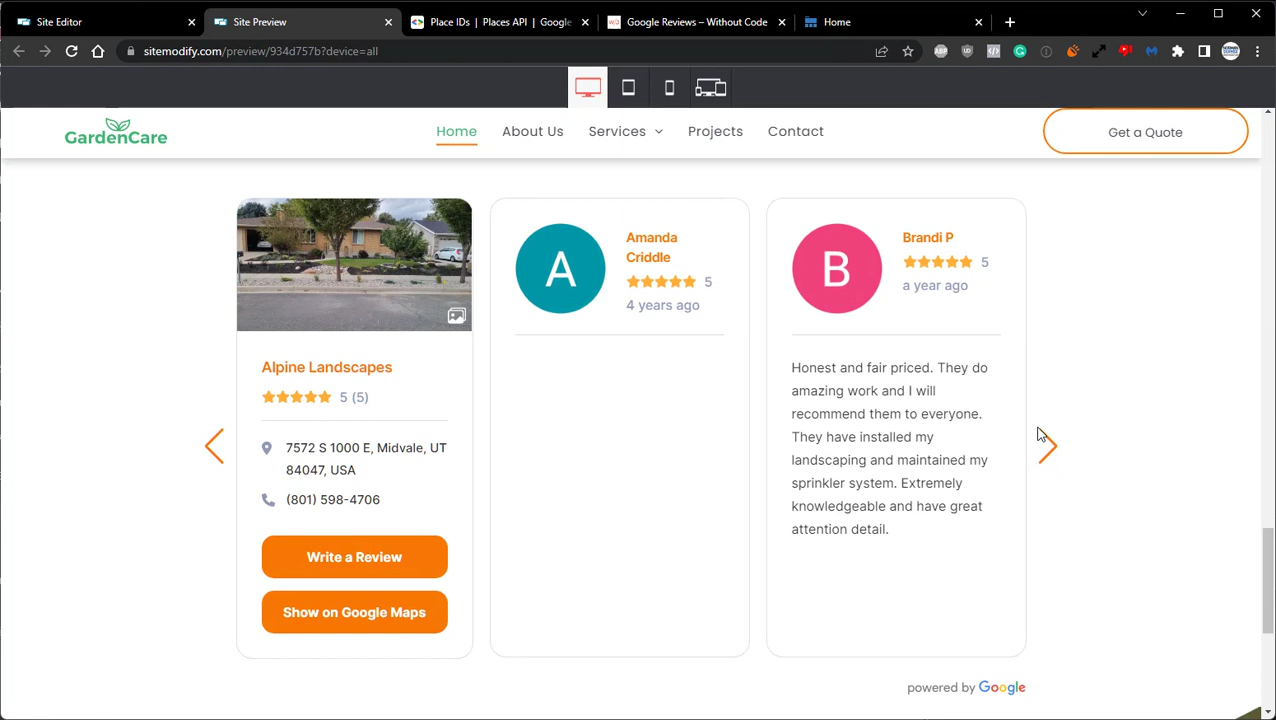 Site Editor
Site Preview
Place IDs | Places API | Google
Google Reviews – Without Code
Home
sitemodify.com/preview/934d757b?device=all
GardenCare
Home
About Us
Services
Projects
Contact
Get a Quote
Alpine Landscapes
5 (5)
7572 S 1000 E, Midvale, UT
84047, USA
(801) 598-4706
Write a Review
Show on Google Maps
A
Amanda
Criddle
5
4 years ago
B
Brandi P
5
a year ago
Honest and fair priced. They do
amazing work and I will
recommend them to everyone.
They have installed my
landscaping and maintained my
sprinkler system. Extremely
knowledgeable and have great
attention detail.
powered by Google